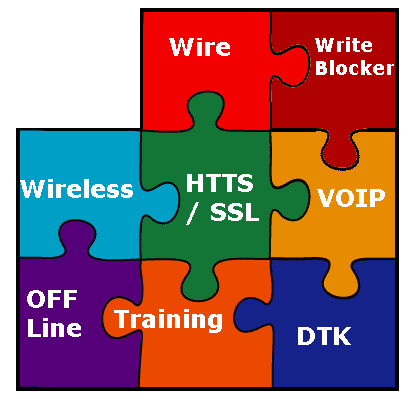 Wire
Write
Blocker
Wireless
HTTS
/ SSL
VOIP
OFF
Line
Training
DTK